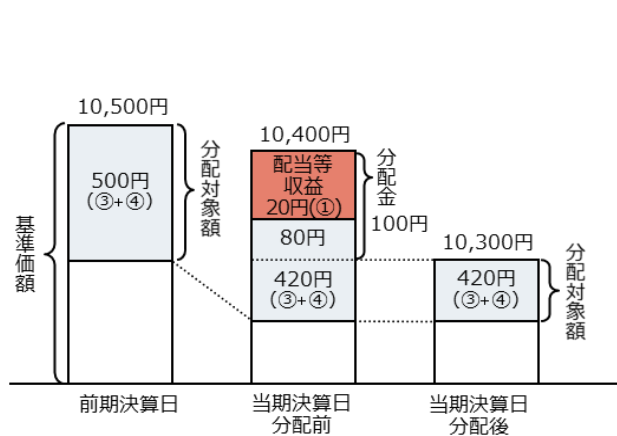 10,500円
500円
(③+④)
分配対象額
基準価額
前期決算日
10,400円
配当等
収益
20円(①)
80円
420円
(③+④)
分配金
100円
当期決算日
分配前
10,300円
420円
(③+④)
分配対象額
当期決算日
分配後